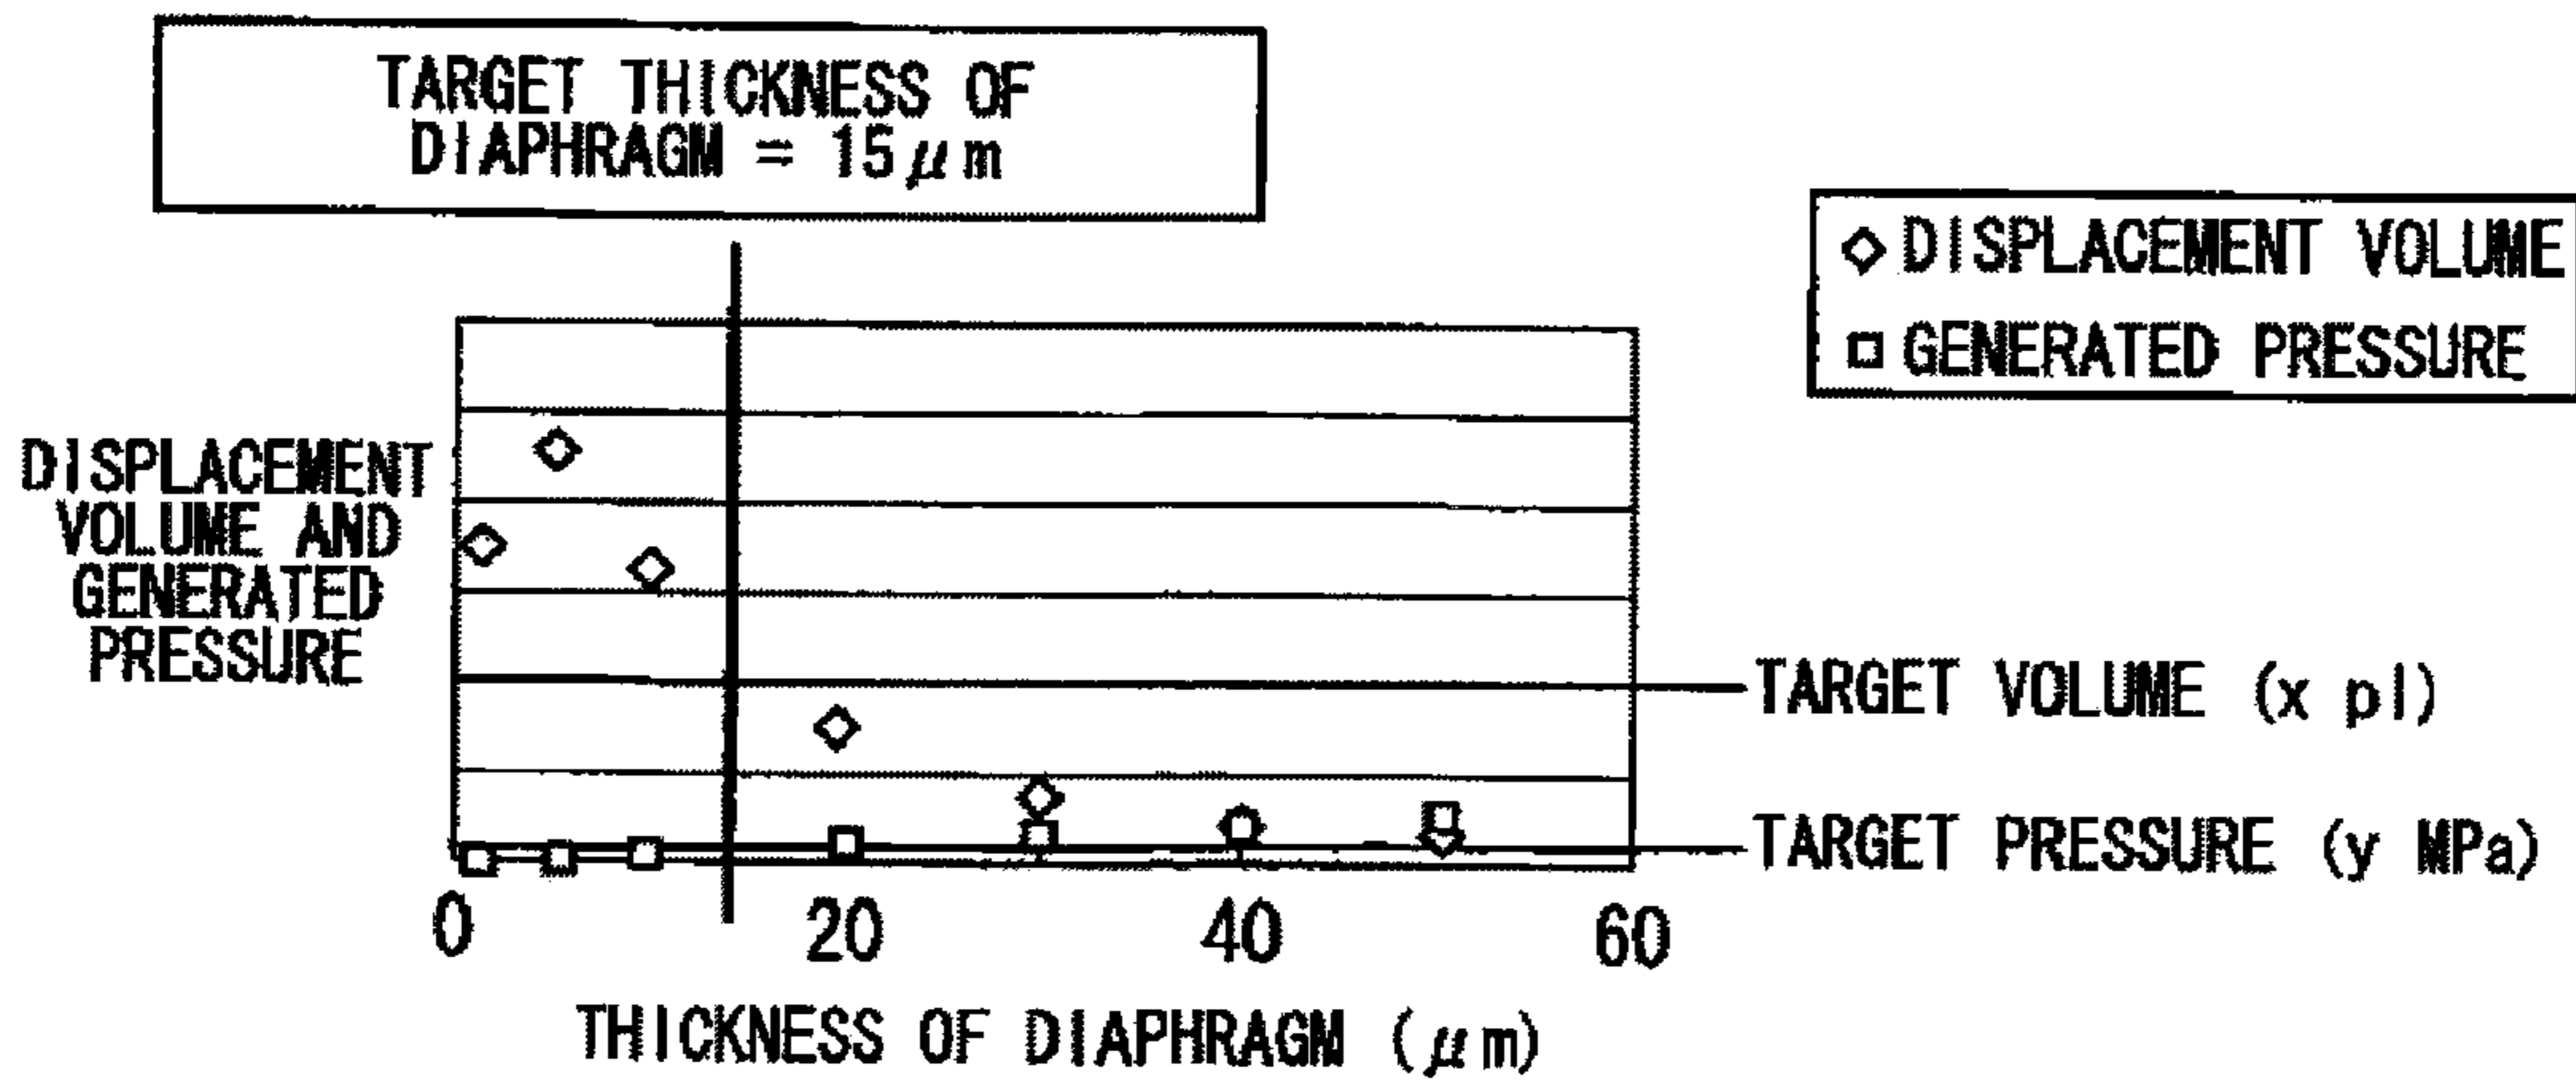 TARGET THICKNESS OF
DIAPHRAGM = 15μm
DISPLACEMENT VOLUME
GENERATED PRESSURE
DISPLACEMENT
VOLUME AND
GENERATED
PRESSURE
TARGET VOLUME (x pl)
TARGET PRESSURE (y MPa)
0 20 40 60
THICKNESS OF DIAPHRAGM (μm)